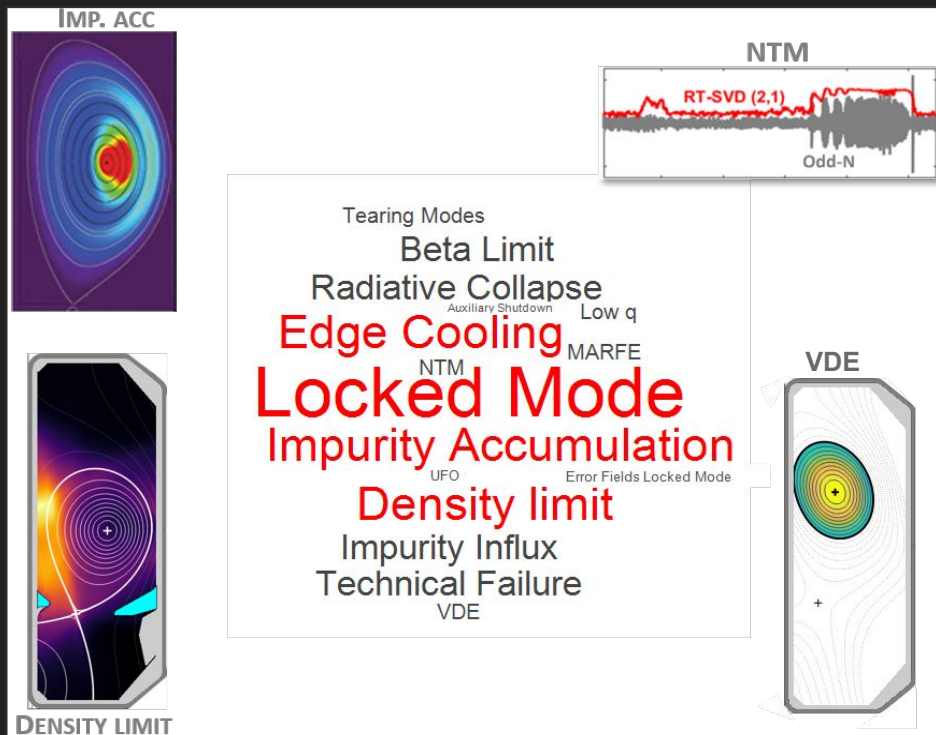 IMP. ACC
NTM
RT-SVD (2,1)
Odd-N
Tearing Modes
Beta Limit
Radiative Collapse
Auxiliary Shutdown
Low q
Edge Cooling
MARFE
NTM
Locked Mode
Impurity Accumulation
UFO
Error Fields Locked Mode
Density limit
Impurity Influx
Technical Failure
VDE
VDE
DENSITY LIMIT